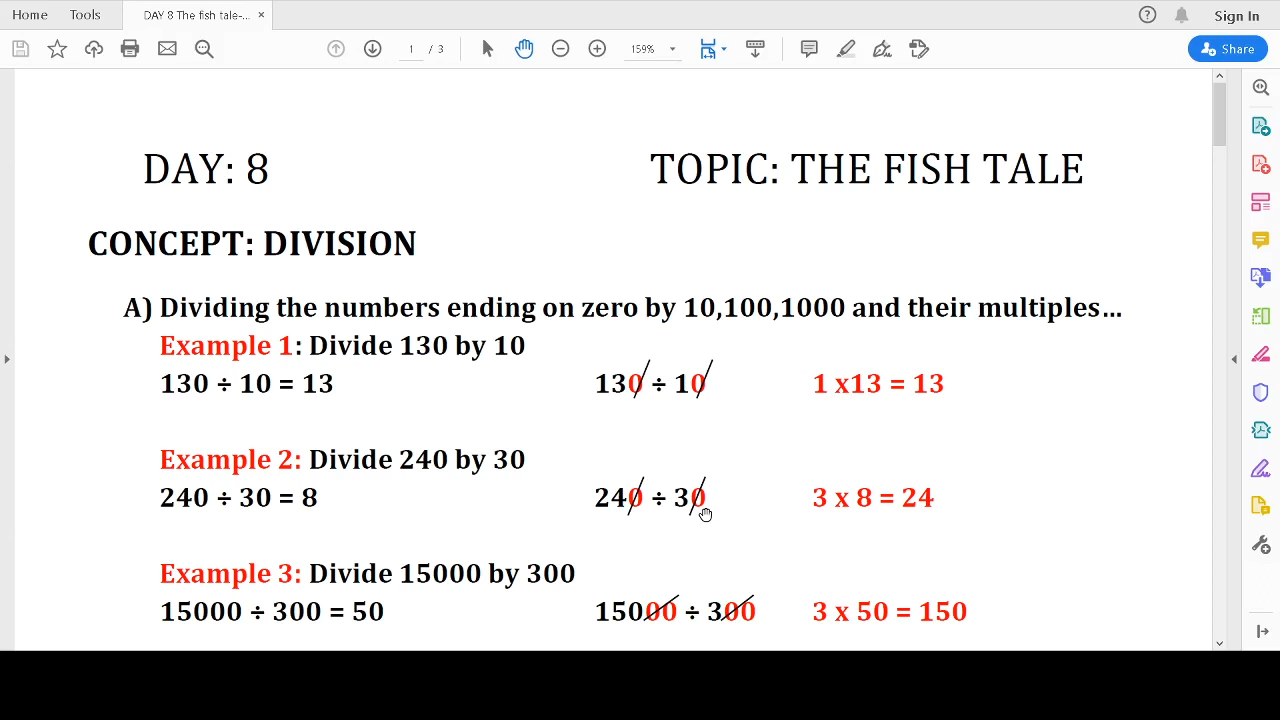 Home Tools DAY 8 The fish tale-... × Sign In
1 / 3 159% Share
DAY: 8 TOPIC: THE FISH TALE
CONCEPT: DIVISION
A) Dividing the numbers ending on zero by 10,100,1000 and their multiples…
Example 1: Divide 130 by 10
130 ÷ 10 = 13 130 ÷ 10 1 x13 = 13
Example 2: Divide 240 by 30
240 ÷ 30 = 8 240 ÷ 30 3 x 8 = 24
Example 3: Divide 15000 by 300
15000 ÷ 300 = 50 15000 ÷ 300 3 x 50 = 150